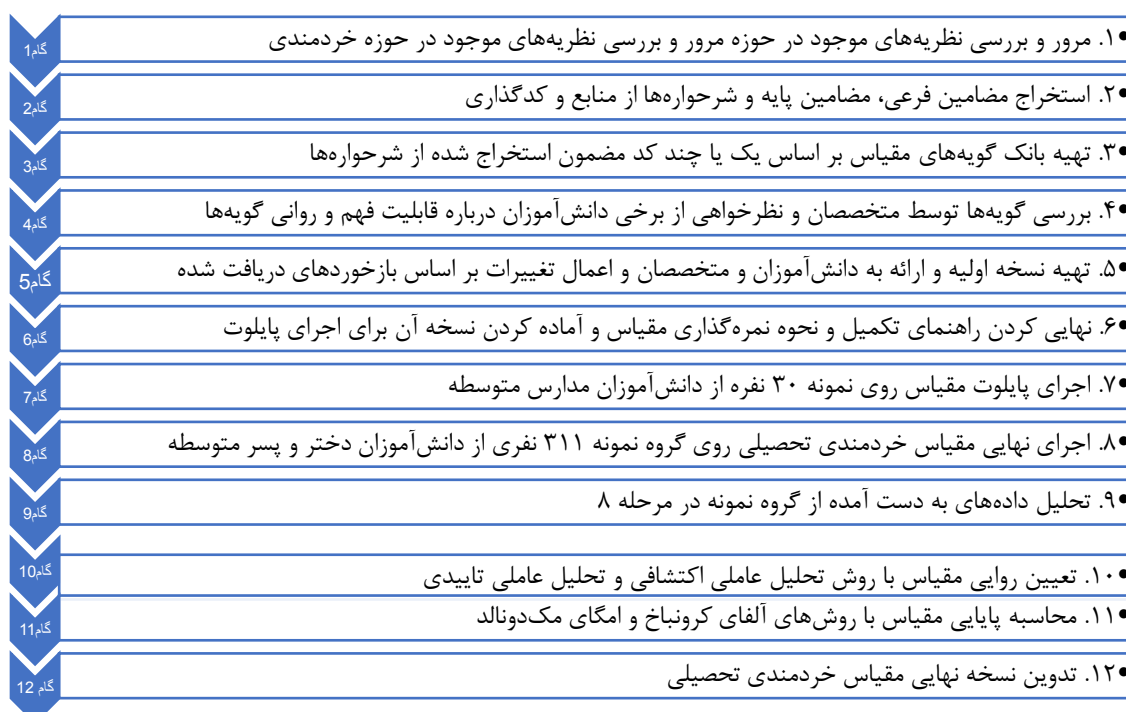 گام1
•۱. مرور و بررسی نظریه‌های موجود در حوزه مرور و بررسی نظریه‌های موجود در حوزه خردمندی
گام2
•۲. استخراج مضامین فرعی، مضامین پایه و شرحواره‌ها از منابع و کدگذاری
گام3
•۳. تهیه بانک گویه‌های مقیاس بر اساس یک یا چند کد مضمون استخراج شده از شرحواره‌ها
گام4
•۴. بررسی گویه‌ها توسط متخصصان و نظرخواهی از برخی دانش‌آموزان درباره قابلیت فهم و روانی گویه‌ها
گام5
•۵. تهیه نسخه اولیه و ارائه به دانش‌آموزان و متخصصان و اعمال تغییرات بر اساس بازخوردهای دریافت شده
گام6
•۶. نهایی کردن راهنمای تکمیل و نحوه نمره‌گذاری مقیاس و آماده کردن نسخه آن برای اجرای پایلوت
گام7
•۷. اجرای پایلوت مقیاس روی نمونه ۳۰ نفره از دانش‌آموزان مدارس متوسطه
گام8
•۸. اجرای نهایی مقیاس خردمندی تحصیلی روی گروه نمونه ۳۱۱ نفری از دانش‌آموزان دختر و پسر متوسطه
گام9
•۹. تحلیل داده‌های به دست آمده از گروه نمونه در مرحله ۸
گام10
•۱۰. تعیین روایی مقیاس با روش تحلیل عاملی اکتشافی و تحلیل عاملی تاییدی
گام11
•۱۱. محاسبه پایایی مقیاس با روش‌های آلفای کرونباخ و امگای مک‌دونالد
گام 12
•۱۲. تدوین نسخه نهایی مقیاس خردمندی تحصیلی